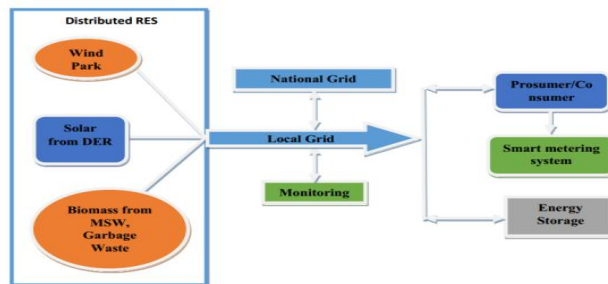 Distributed RES
Wind
Park
Solar
from DER
Biomass from
MSW,
Garbage
Waste
National Grid
Local Grid
Monitoring
Prosumer/Co
nsumer
Smart metering
system
Energy
Storage